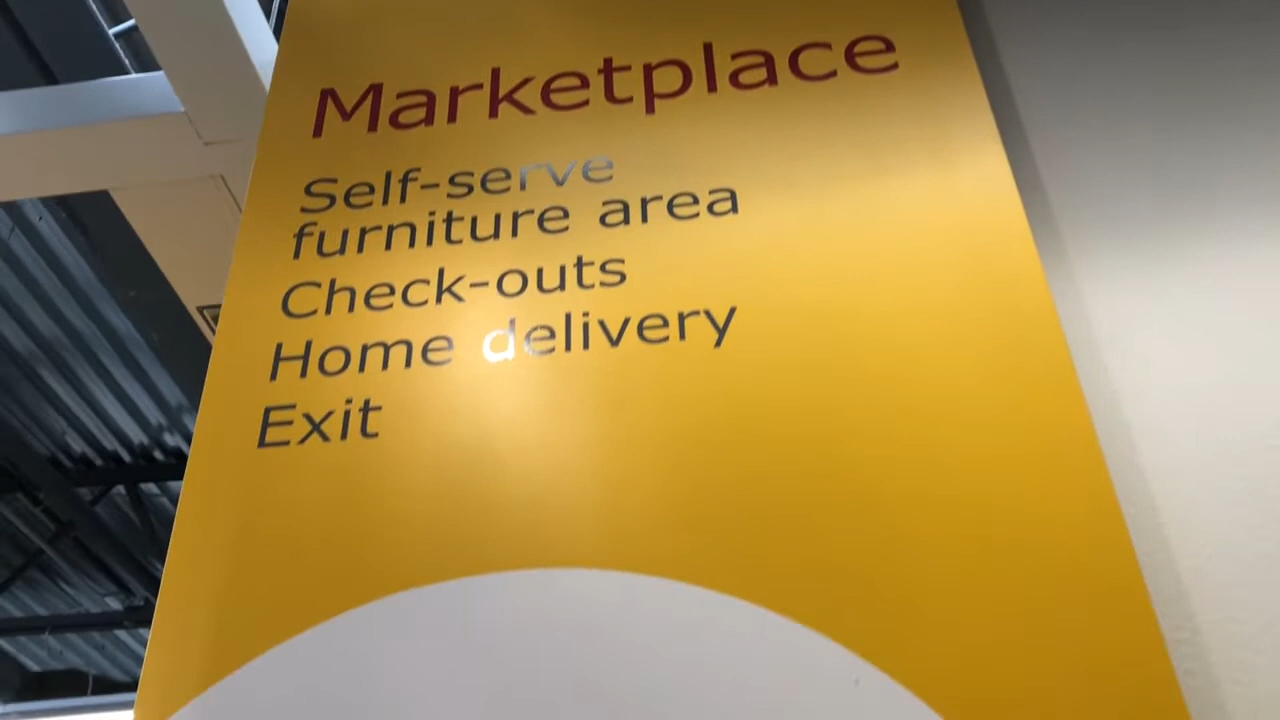 Marketplace
Self-serve
furniture area
Check-outs
Home delivery
Exit